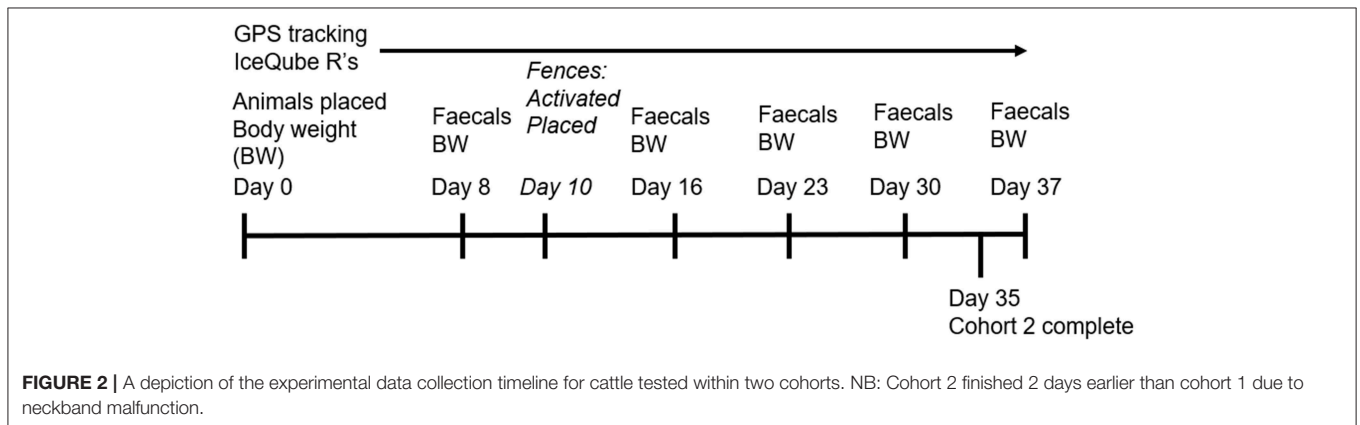 GPS tracking
IceQube R's
Animals placed
Body weight
(BW)
Day 0
Faecals
BW
Day 8
Fences:
Activated
Placed
Day 10
Faecals
BW
Day 16
Faecals
BW
Day 23
Faecals
BW
Day 30
Faecals
BW
Day 37
Day 35
Cohort 2 complete
FIGURE 2 | A depiction of the experimental data collection timeline for cattle tested within two cohorts. NB: Cohort 2 finished 2 days earlier than cohort 1 due to
neckband malfunction.